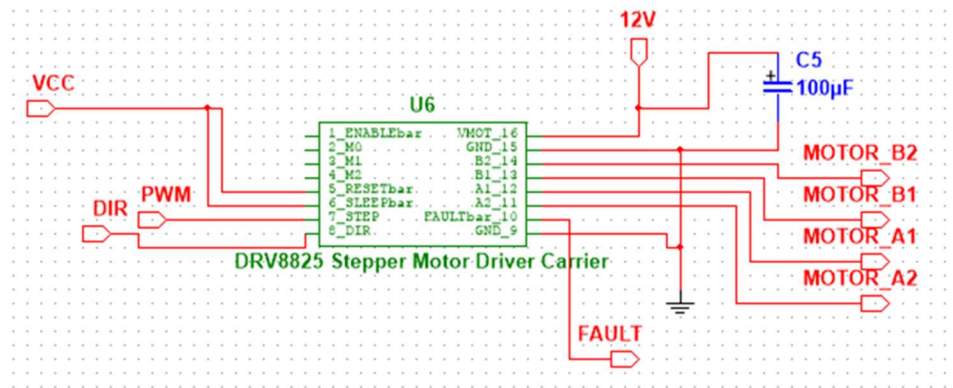 12V
C5
100µF
VCC
U6
1_ENABLEbar
2_M0
3_M1
4_M2
5_RESETbar
6_SLEEPbar
7_STEP
8_DIR
VMOT_16
GND_15
B2_14
B1_13
A1_12
A2_11
FAULTbar_10
GND_9
PWM
DIR
MOTOR_B2
MOTOR_B1
MOTOR_A1
MOTOR_A2
DRV8825 Stepper Motor Driver Carrier
FAULT